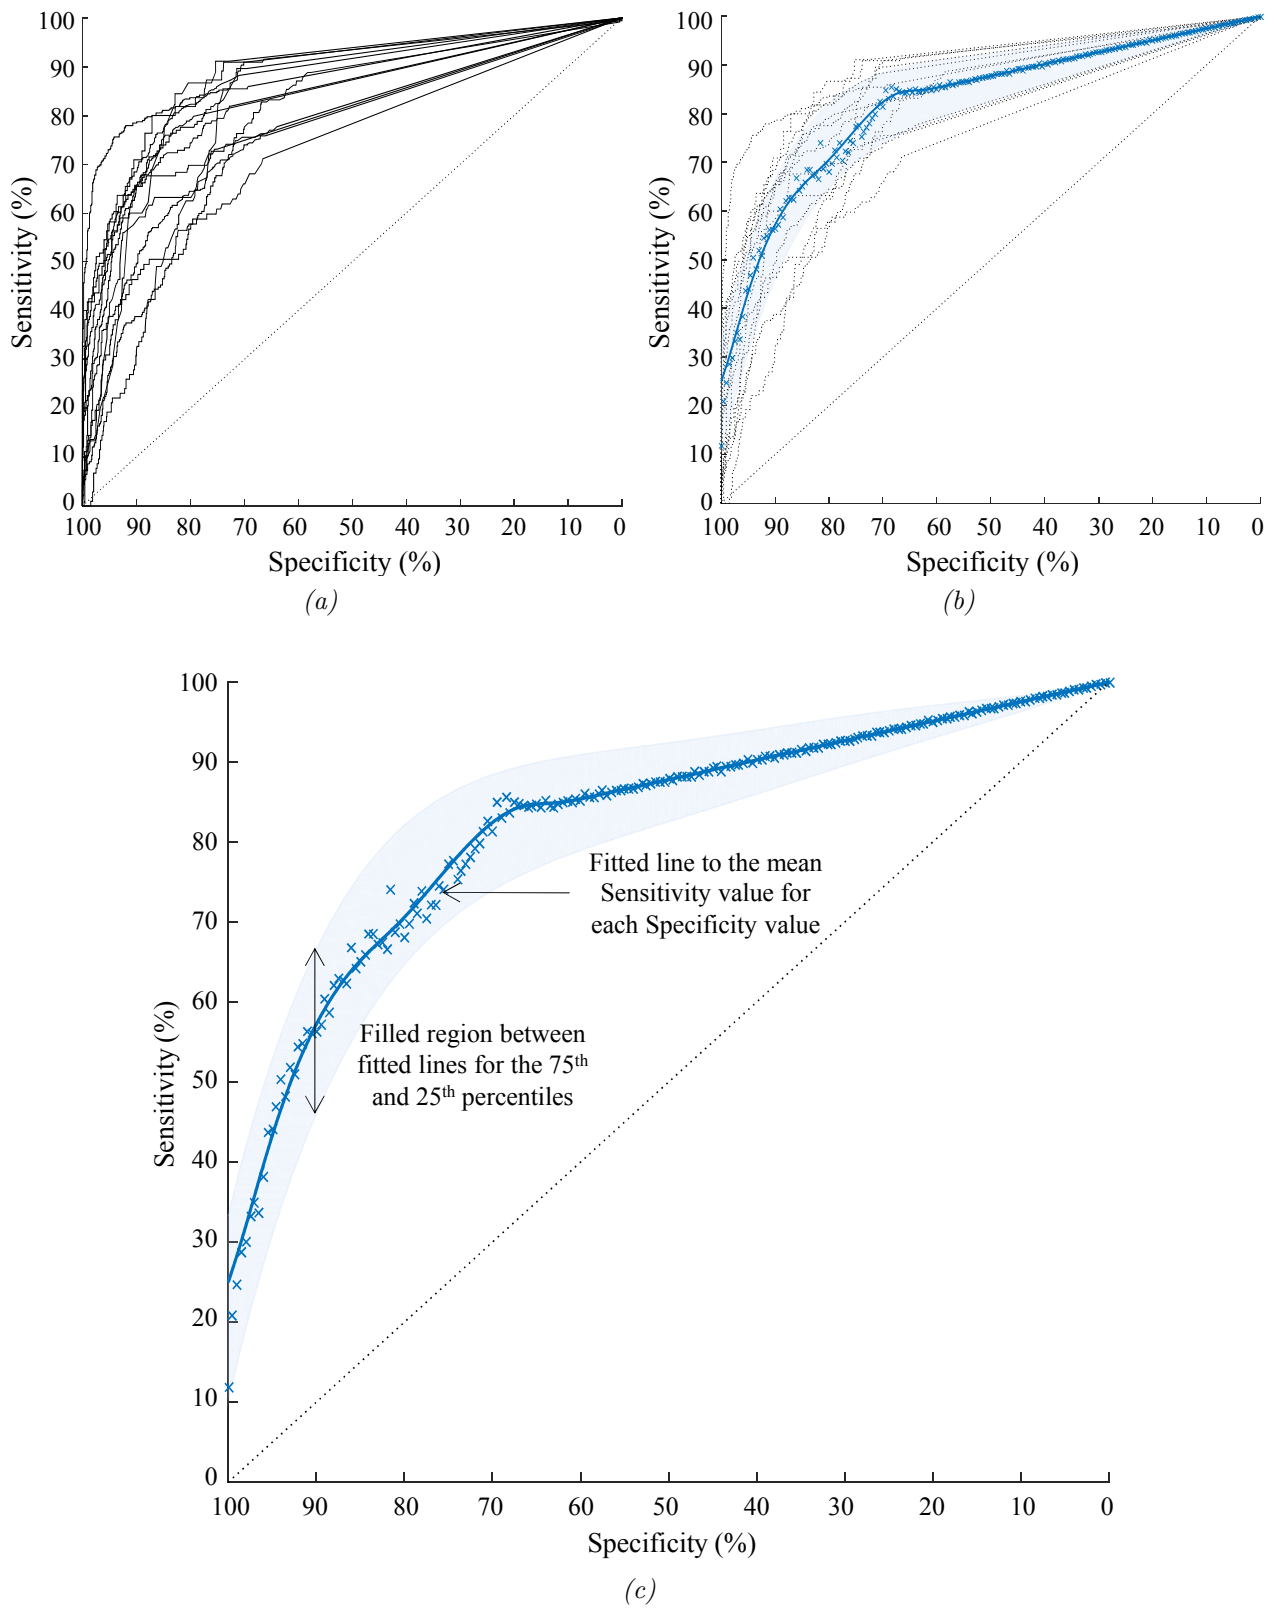 100
90
80
70
60
50
40
30
20
10
0
Sensitivity (%)
100 90 80 70 60 50 40 30 20 10 0
Specificity (%)
(a)
100
90
80
70
60
50
40
30
20
10
0
Sensitivity (%)
100 90 80 70 60 50 40 30 20 10 0
Specificity (%)
(b)
100
90
80
70
60
50
40
30
20
10
0
Sensitivity (%)
Fitted line to the mean
Sensitivity value for
each Specificity value
Filled region between
fitted lines for the 75th
and 25th percentiles
100 90 80 70 60 50 40 30 20 10 0
Specificity (%)
(c)